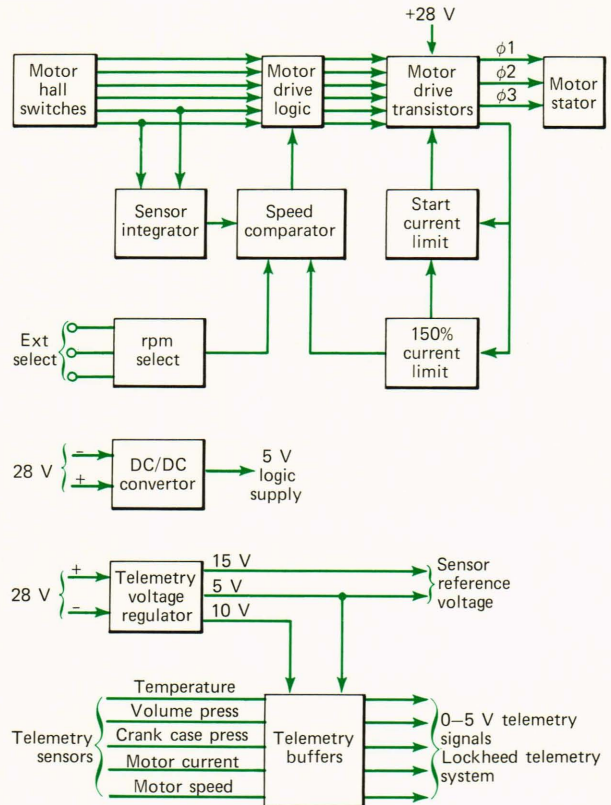 +28 V
Motor
hall
switches
Motor
drive
logic
Motor
drive
transistors
ϕ1
ϕ2
ϕ3
Motor
stator
Sensor
integrator
Speed
comparator
Start
current
limit
Ext
select
rpm
select
150%
current
limit
28 V
-
+
DC/DC
convertor
5 V
logic
supply
28 V
+
-
Telemetry
voltage
regulator
15 V
5 V
10 V
Sensor
reference
voltage
Telemetry
sensors
Temperature
Volume press
Crank case press
Motor current
Motor speed
Telemetry
buffers
0–5 V telemetry
signals
Lockheed telemetry
system